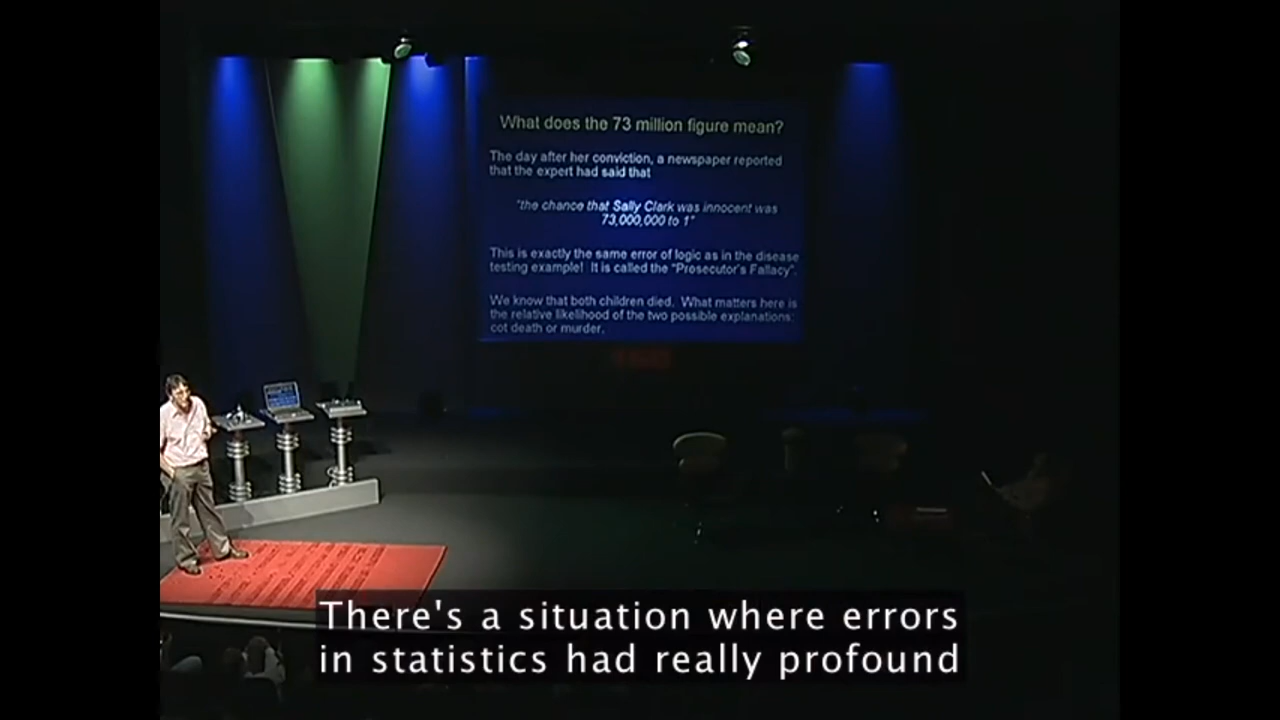 What does the 73 million figure mean?
The day after her conviction, a newspaper reported
that the expert had said that
"the chance that Sally Clark was innocent was
73,000,000 to 1"
This is exactly the same error of logic as in the disease
testing example! It is called the "Prosecutor's Fallacy".
We know that both children died. What matters here is
the relative likelihood of the two possible explanations:
cot death or murder.
There's a situation where errors
in statistics had really profound